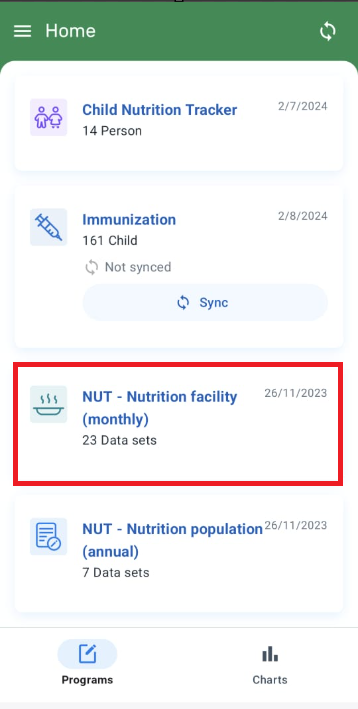 Home
Child Nutrition Tracker 2/7/2024
14 Person
Immunization 2/8/2024
161 Child
Not synced
Sync
NUT - Nutrition facility 26/11/2023
(monthly)
23 Data sets
NUT - Nutrition population 26/11/2023
(annual)
7 Data sets
Programs Charts